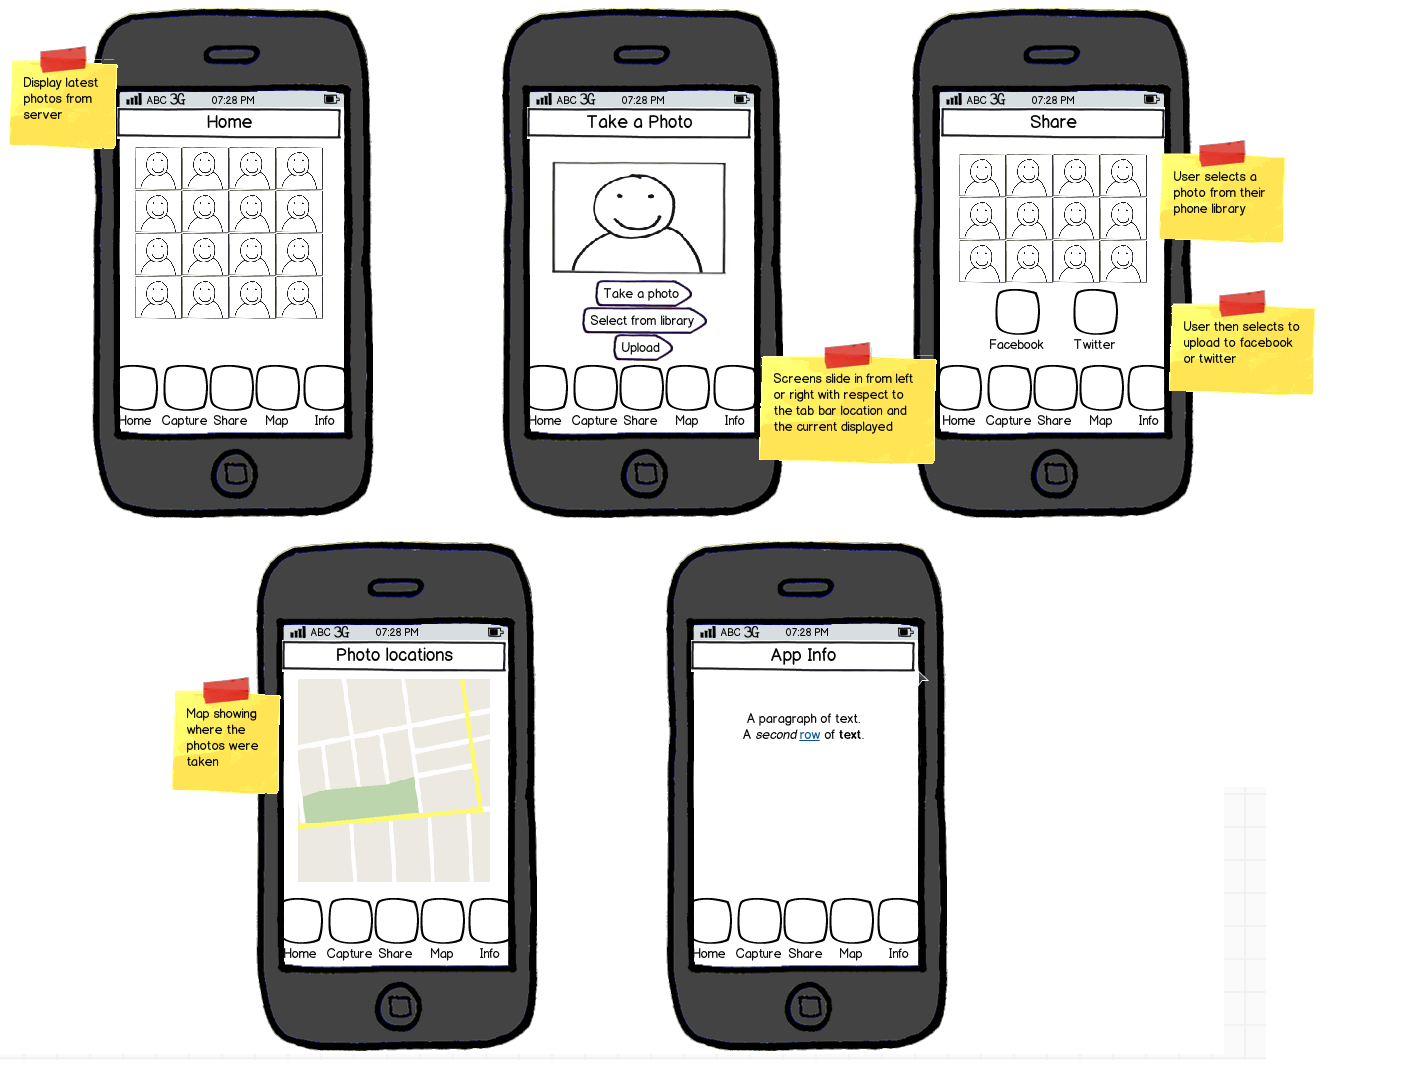 Display latest
photos from
server
ABC 3G 07:28 PM
Home
Home Capture Share Map Info
ABC 3G 07:28 PM
Take a Photo
Take a photo
Select from library
Upload
Home Capture Share Map Info
Screens slide in from left
or right with respect to
the tab bar location and
the current displayed
ABC 3G 07:28 PM
Share
Facebook Twitter
Home Capture Share Map Info
User selects a
photo from their
phone library
User then selects to
upload to facebook
or twitter
Map showing
where the
photos were
taken
ABC 3G 07:28 PM
Photo locations
Home Capture Share Map Info
ABC 3G 07:28 PM
App Info
A paragraph of text.
A second row of text.
Home Capture Share Map Info